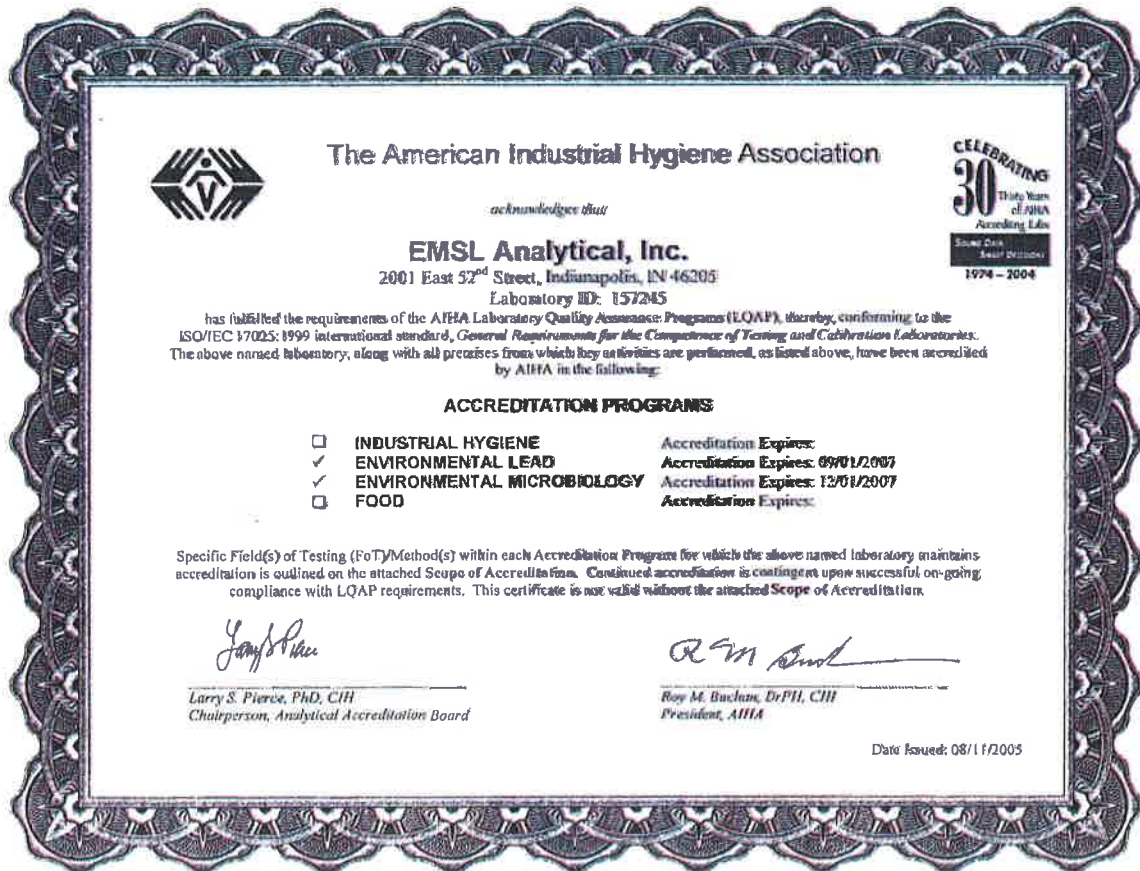 The American Industrial Hygiene Association
CELEBRATING
30
Thirty Years
of AIHA
Accrediting Labs
SOUND DATA
SMART DECISIONS
1974 – 2004
acknowledges that
EMSL Analytical, Inc.
2001 East 52nd Street, Indianapolis, IN 46205
Laboratory ID: 157245
has fulfilled the requirements of the AIHA Laboratory Quality Assurance Programs (LQAP), thereby, conforming to the
ISO/IEC 17025:1999 international standard, General Requirements for the Competence of Testing and Calibration Laboratories.
The above named laboratory, along with all premises from which key activities are performed, as listed above, have been accredited
by AIHA in the following:
ACCREDITATION PROGRAMS
☐ INDUSTRIAL HYGIENE Accreditation Expires:
✓ ENVIRONMENTAL LEAD Accreditation Expires: 09/01/2007
✓ ENVIRONMENTAL MICROBIOLOGY Accreditation Expires: 12/01/2007
☐ FOOD Accreditation Expires:
Specific Field(s) of Testing (FoT)/Method(s) within each Accreditation Program for which the above named laboratory maintains
accreditation is outlined on the attached Scope of Accreditation. Continued accreditation is contingent upon successful on-going
compliance with LQAP requirements. This certificate is not valid without the attached Scope of Accreditation.
Larry S. Pierce, PhD, CIH
Chairperson, Analytical Accreditation Board
Roy M. Buchan, DrPH, CIH
President, AIHA
Date Issued: 08/11/2005